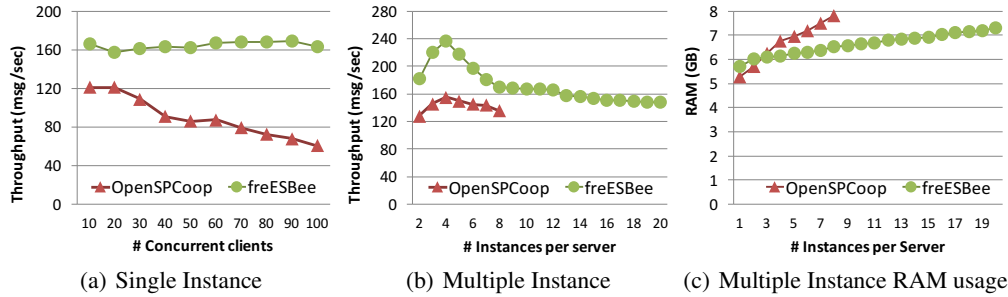 Throughput (msg/sec)
200
160
120
80
40
0
OpenSPCoop freESBee
10 20 30 40 50 60 70 80 90 100
# Concurrent clients
(a) Single Instance
Throughput (msg/sec)
280
240
200
160
120
80
40
0
OpenSPCoop freESBee
2 4 6 8 10 12 14 16 18 20
# Instances per server
(b) Multiple Instance
RAM (GB)
8
7
6
5
4
3
2
1
0
OpenSPCoop freESBee
1 3 5 7 9 11 13 15 17 19
# Instances per Server
(c) Multiple Instance RAM usage